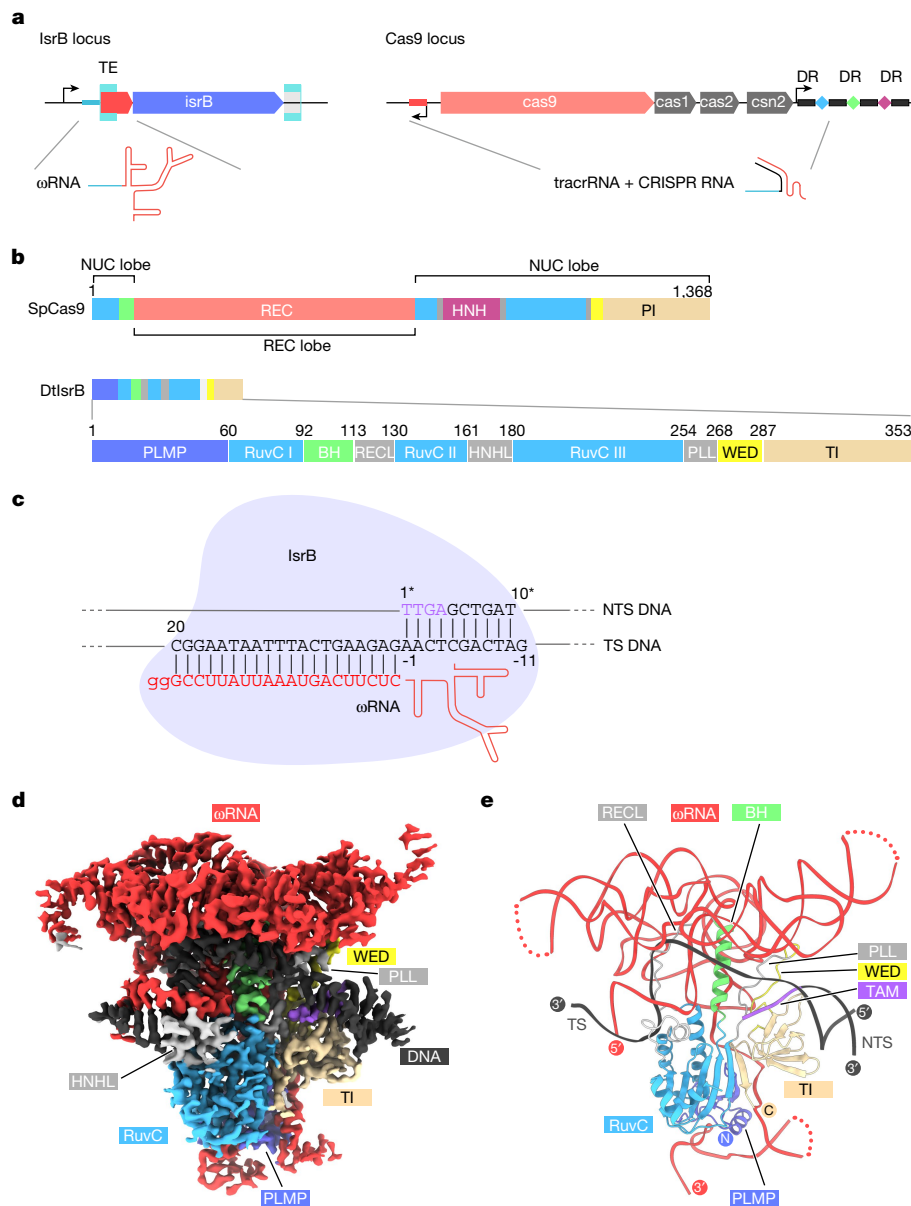 a
IsrB locus
Cas9 locus
TE
isrB
cas9
cas1
cas2
csn2
DR
DR
DR
ωRNA
tracrRNA + CRISPR RNA
b
NUC lobe
NUC lobe
1
1,368
SpCas9
REC
HNH
PI
REC lobe
DtIsrB
1
60
92
113
130
161
180
254
268
287
353
PLMP
RuvC I
BH
RECL
RuvC II
HNHL
RuvC III
PLL
WED
TI
c
IsrB
1*
10*
TTGAGCTGAT
NTS DNA
20
CGGAATAATTTACTGAAGAGAACTCGACTAG
TS DNA
-1
-11
ggGCCUUAUUAAAUGACUUCUC
ωRNA
d
ωRNA
WED
PLL
DNA
HNHL
TI
RuvC
PLMP
e
RECL
ωRNA
BH
PLL
WED
TAM
3′
TS
5′
5′
NTS
3′
TI
C
RuvC
N
3′
PLMP